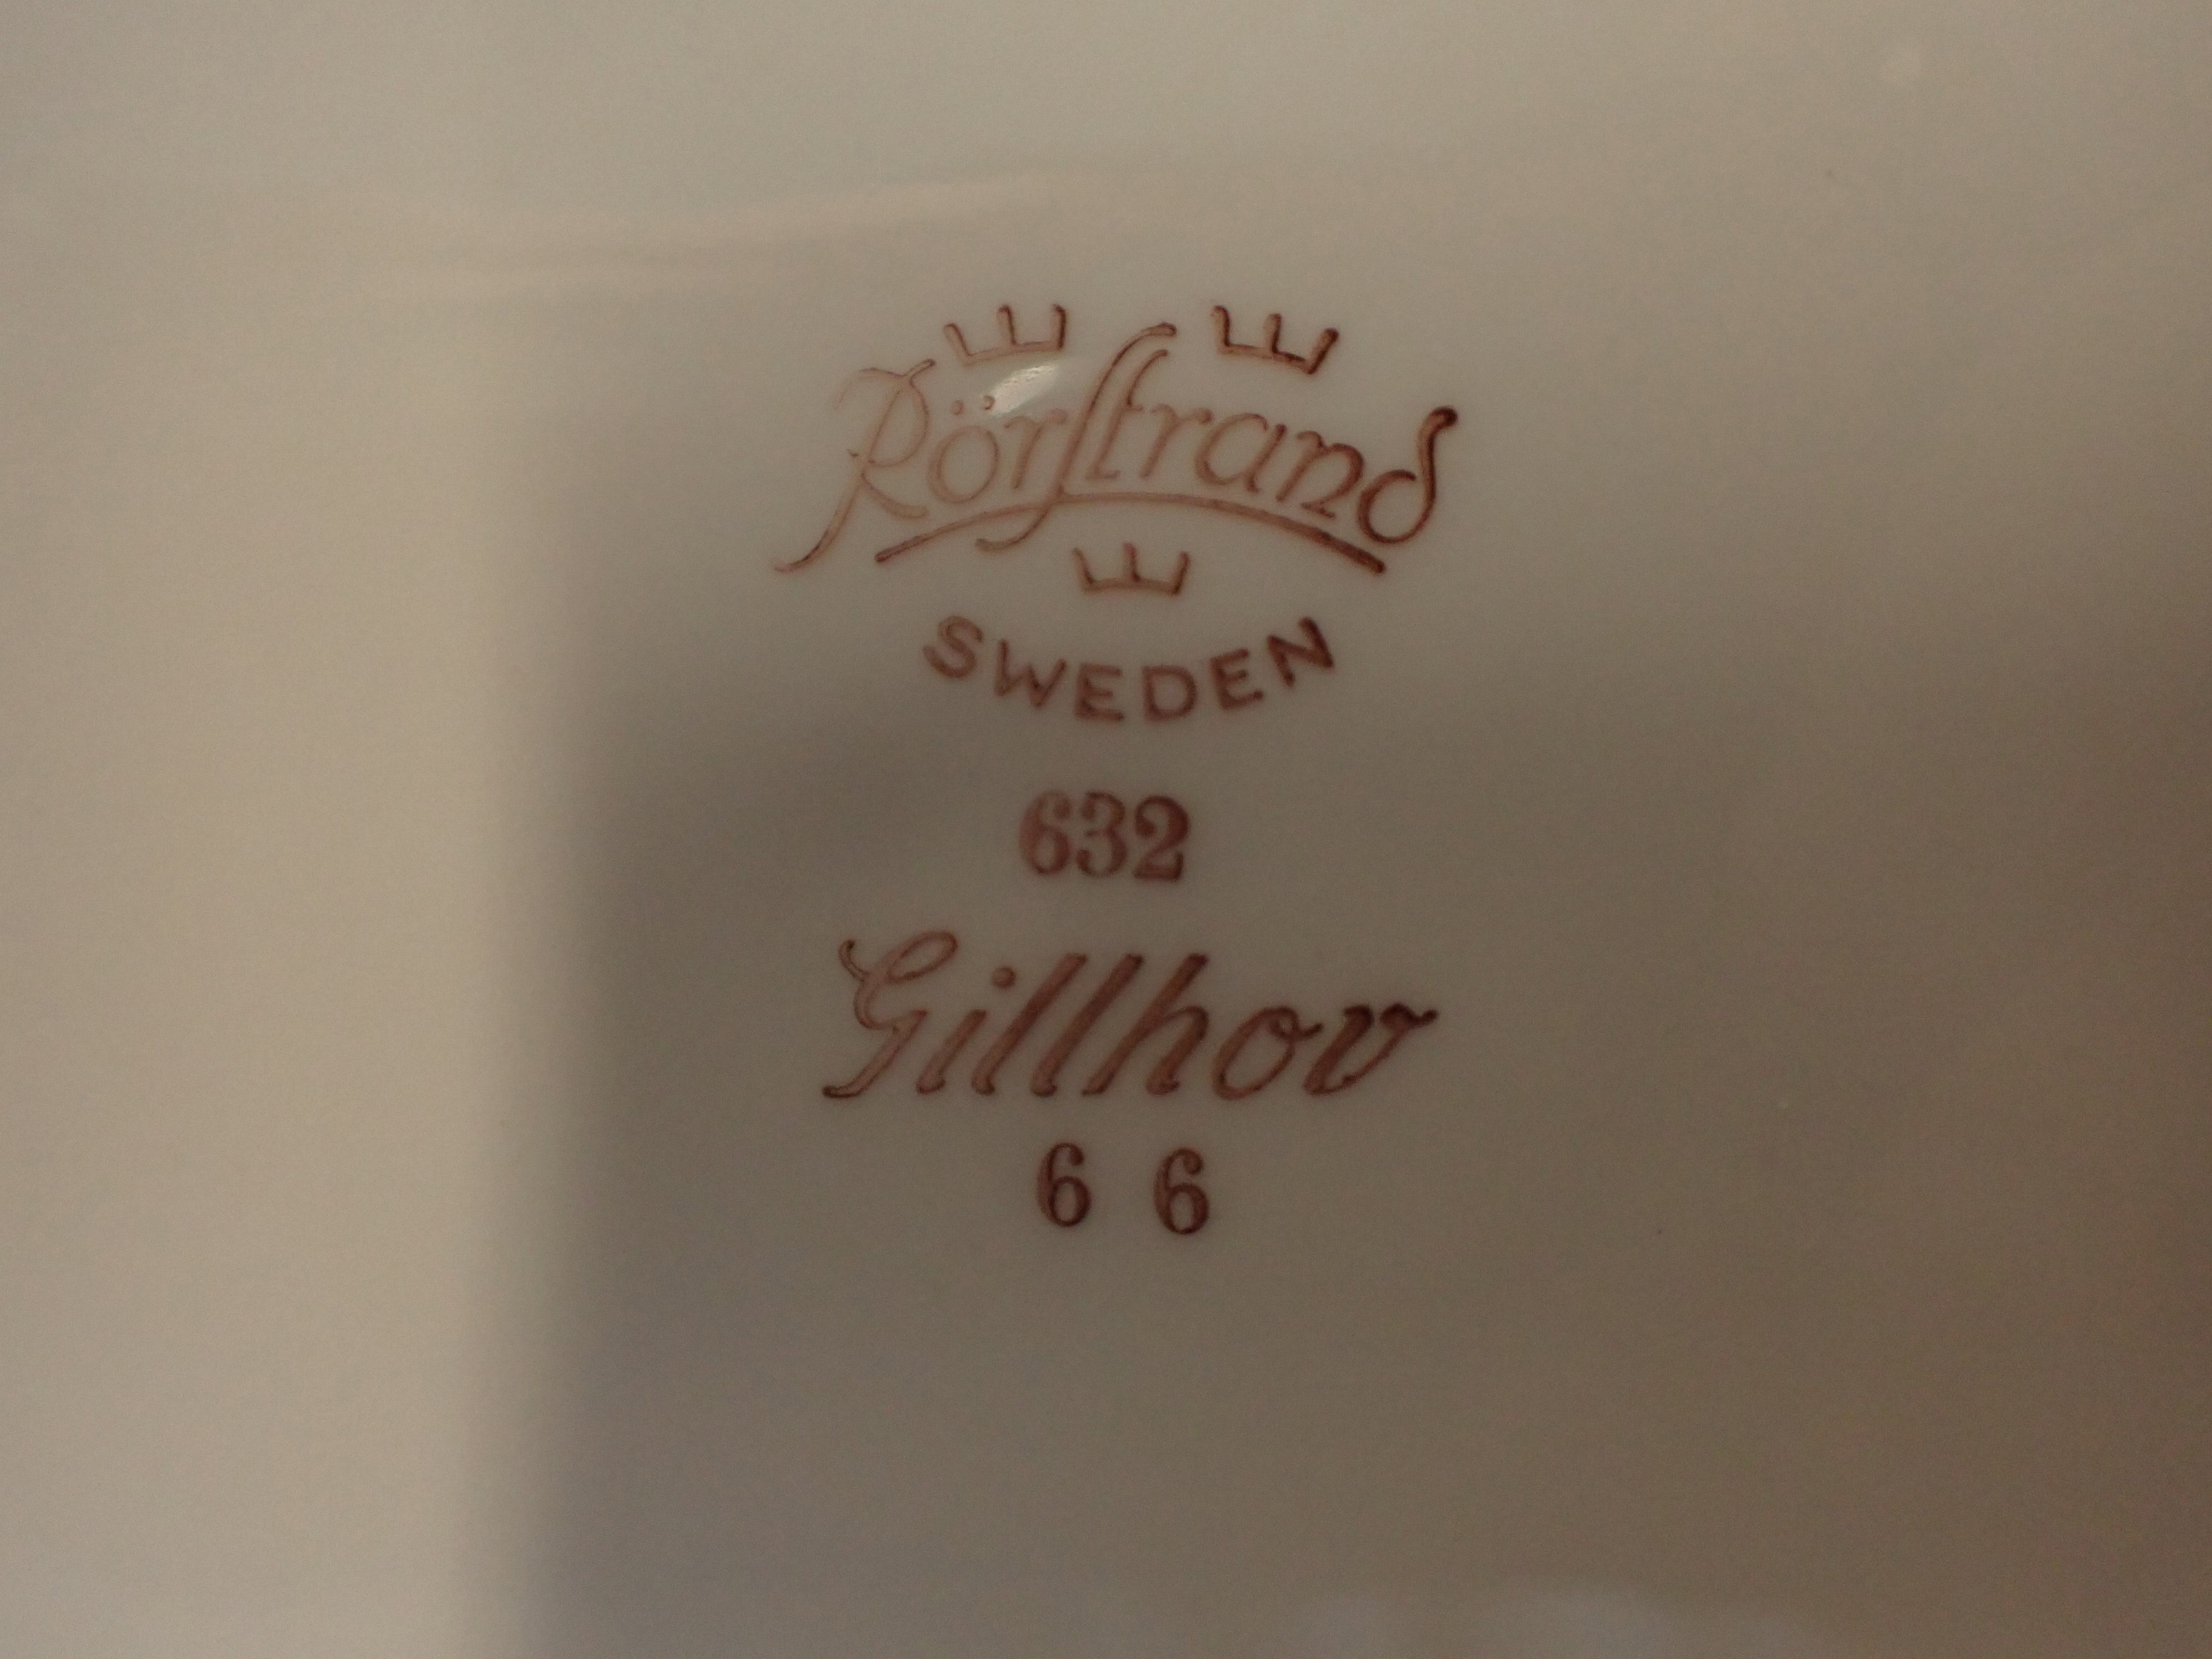 Rörstrand
SWEDEN
632
Gillhov
6 6